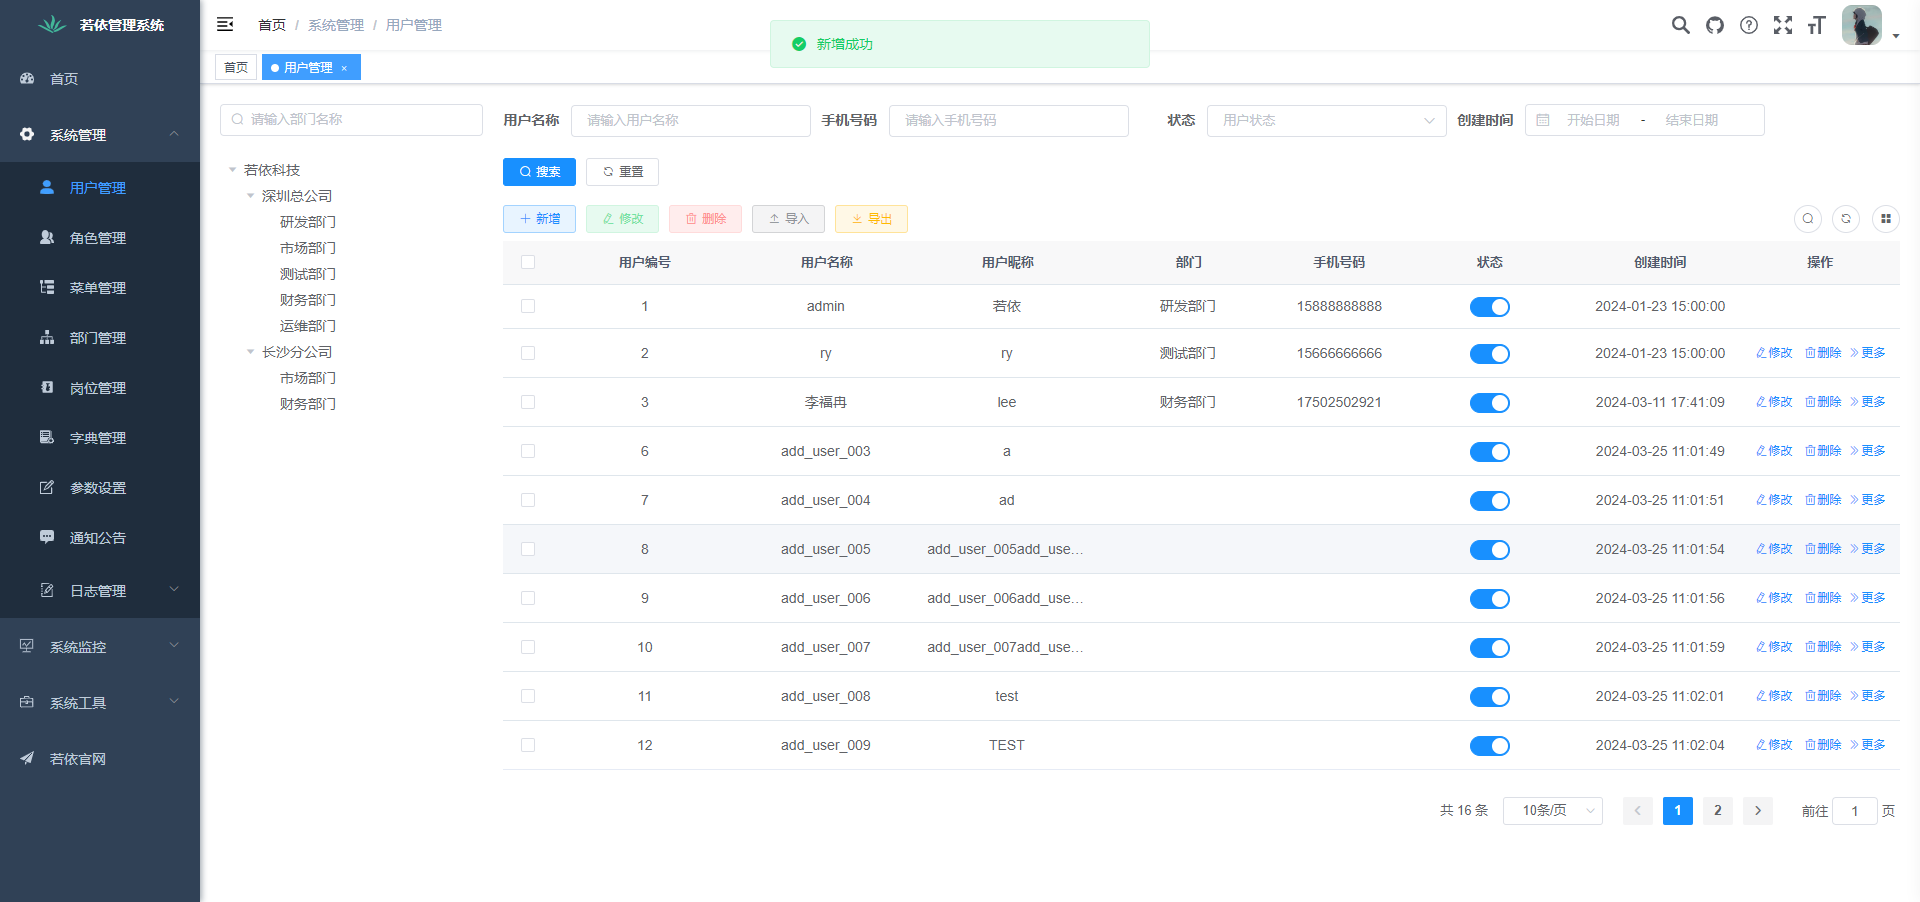 若依管理系统
首页
系统管理
用户管理
角色管理
菜单管理
部门管理
岗位管理
字典管理
参数设置
通知公告
日志管理
系统监控
系统工具
若依官网
首页 / 系统管理 / 用户管理
新增成功
首页 用户管理 ×
请输入部门名称
若依科技
深圳总公司
研发部门
市场部门
测试部门
财务部门
运维部门
长沙分公司
市场部门
财务部门
用户名称 请输入用户名称 手机号码 请输入手机号码 状态 用户状态 创建时间 开始日期 - 结束日期
搜索 重置
新增 修改 删除 导入 导出
用户编号 用户名称 用户昵称 部门 手机号码 状态 创建时间 操作
1 admin 若依 研发部门 15888888888 2024-01-23 15:00:00
2 ry ry 测试部门 15666666666 2024-01-23 15:00:00 修改 删除 更多
3 李福冉 lee 财务部门 17502502921 2024-03-11 17:41:09 修改 删除 更多
6 add_user_003 a 2024-03-25 11:01:49 修改 删除 更多
7 add_user_004 ad 2024-03-25 11:01:51 修改 删除 更多
8 add_user_005 add_user_005add_use... 2024-03-25 11:01:54 修改 删除 更多
9 add_user_006 add_user_006add_use... 2024-03-25 11:01:56 修改 删除 更多
10 add_user_007 add_user_007add_use... 2024-03-25 11:01:59 修改 删除 更多
11 add_user_008 test 2024-03-25 11:02:01 修改 删除 更多
12 add_user_009 TEST 2024-03-25 11:02:04 修改 删除 更多
共 16 条 10条/页 1 2 前往 1 页